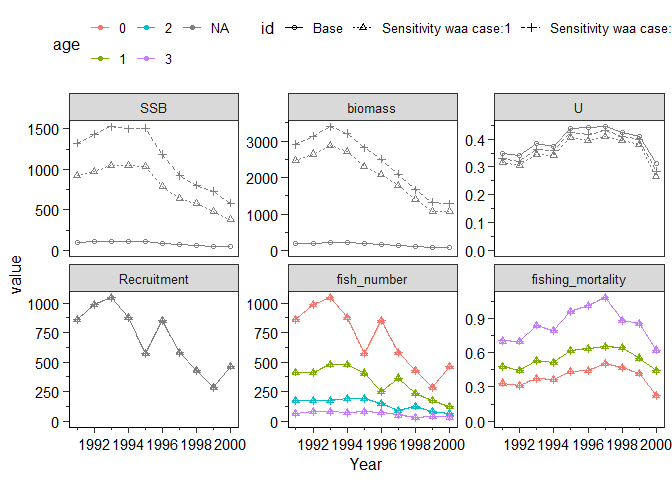 age 0 2 NA id Base Sensitivity waa case:1 Sensitivity waa case:
1 3
SSB biomass U
1500 1000 500 0
3000 2000 1000 0
0.4 0.3 0.2 0.1 0.0
value
Recruitment fish_number fishing_mortality
1000 750 500 250 0
1000 750 500 250 0
0.9 0.6 0.3 0.0
1992 1994 1996 1998 2000 1992 1994 1996 1998 2000 1992 1994 1996 1998 2000
Year